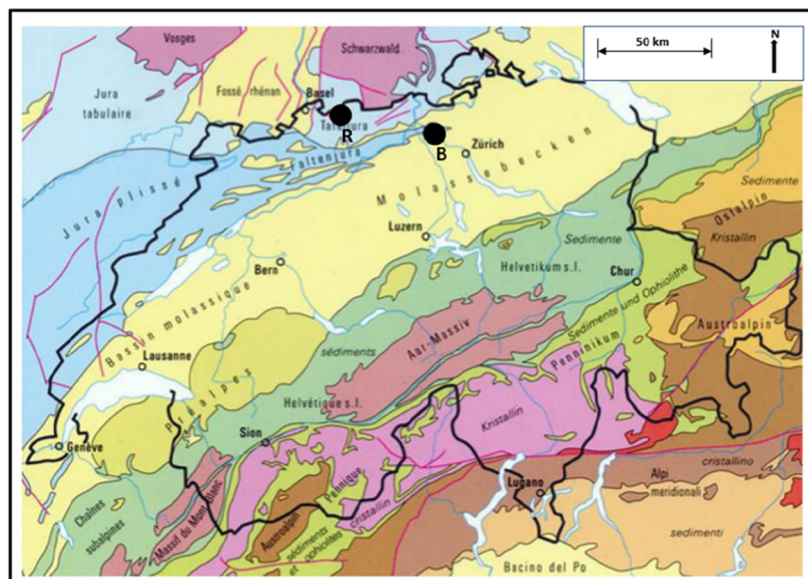 50 km
N
Vosges
Schwarzwald
Jura
tabulaire
Fossé rhénan
Basel
Tafeljura
R
B
Faltenjura
Zürich
Jura plissé
Molassebecken
Luzern
Sedimente
Ostalpin
Kristallin
Bern
Helvetikum s.l.
Chur
Bassin molassique
Aar-Massiv
Sedimente und Ophiolithe
Penninikum
Austroalpin
Lausanne
sédiments
Préalpes
Helvétique s.l.
Genève
Sion
Kristallin
Chaînes
subalpines
Massif du Mont Blanc
Pennique
cristallin
Austroalpin
sédiments
et ophiolites
Lugano
Alpi
meridionali
cristallino
sedimenti
Bacino del Po